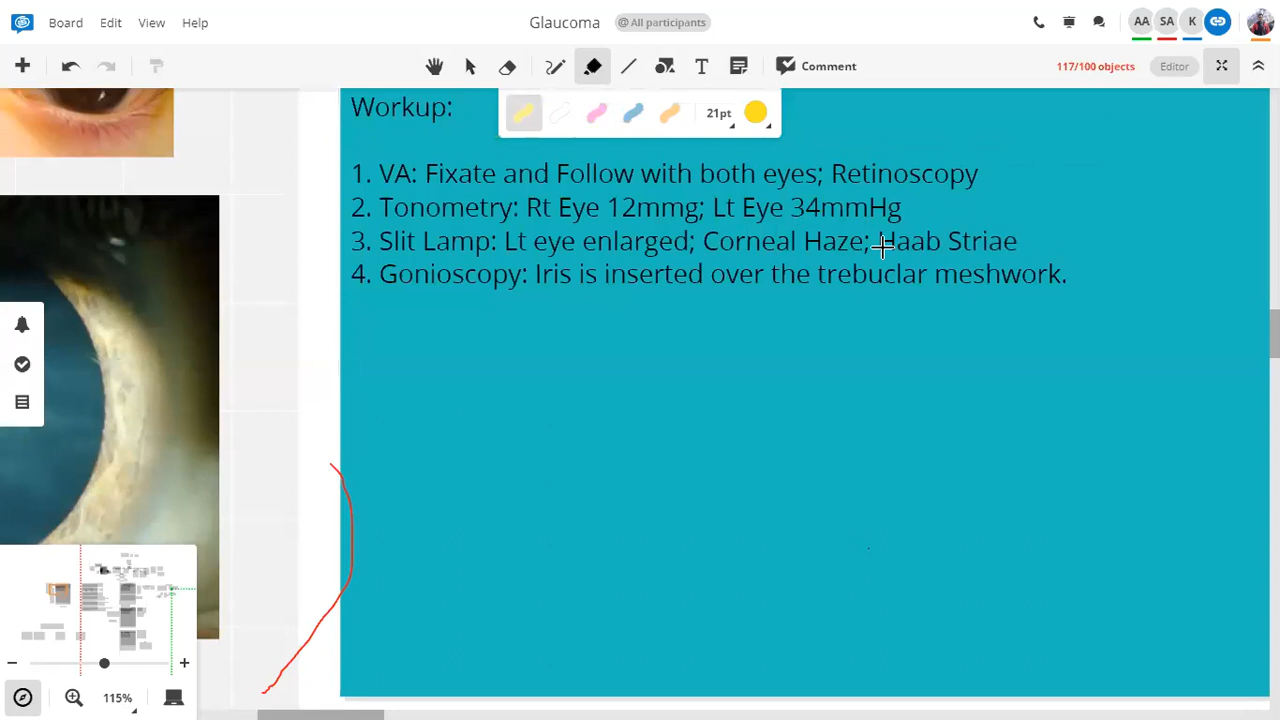 Board Edit View Help Glaucoma @ All participants AA SA K
Comment 117/100 objects Editor
21pt
Workup:
1. VA: Fixate and Follow with both eyes; Retinoscopy
2. Tonometry: Rt Eye 12mmg; Lt Eye 34mmHg
3. Slit Lamp: Lt eye enlarged; Corneal Haze; Haab Striae
4. Gonioscopy: Iris is inserted over the trebuclar meshwork.
115%